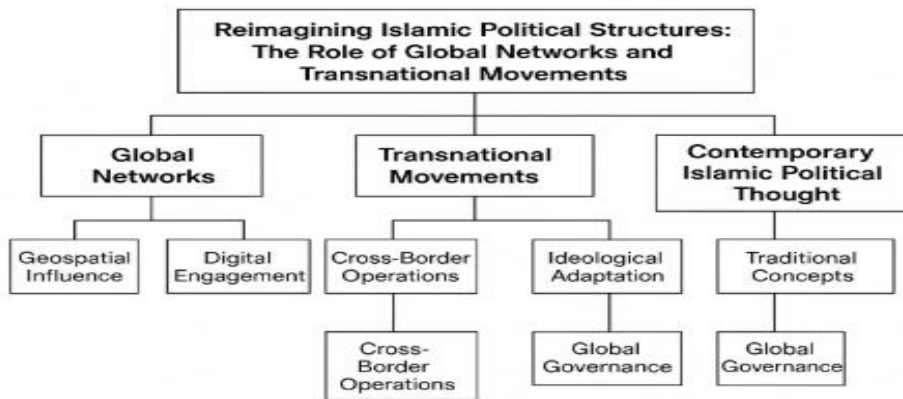 Reimagining Islamic Political Structures:
The Role of Global Networks and
Transnational Movements
Global
Networks
Transnational
Movements
Contemporary
Islamic Political
Thought
Geospatial
Influence
Digital
Engagement
Cross-Border
Operations
Ideological
Adaptation
Traditional
Concepts
Cross-
Border
Operations
Global
Governance
Global
Governance